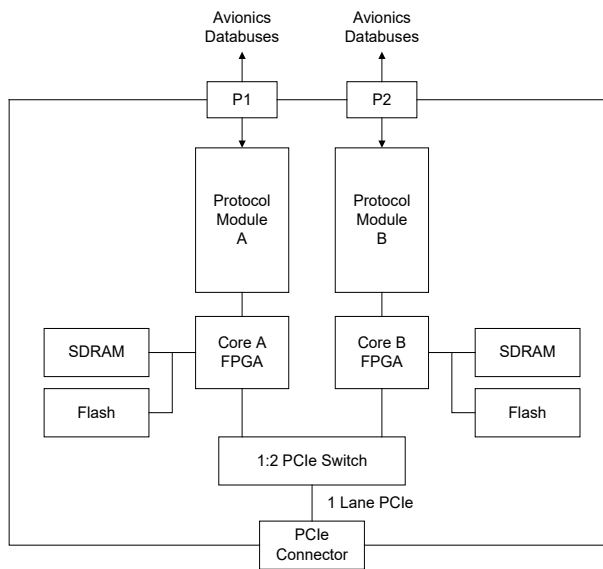 Avionics
Databuses
Avionics
Databuses
P1
P2
Protocol
Module
A
Protocol
Module
B
SDRAM
Core A
FPGA
Core B
FPGA
SDRAM
Flash
Flash
1:2 PCIe Switch
1 Lane PCIe
PCIe
Connector